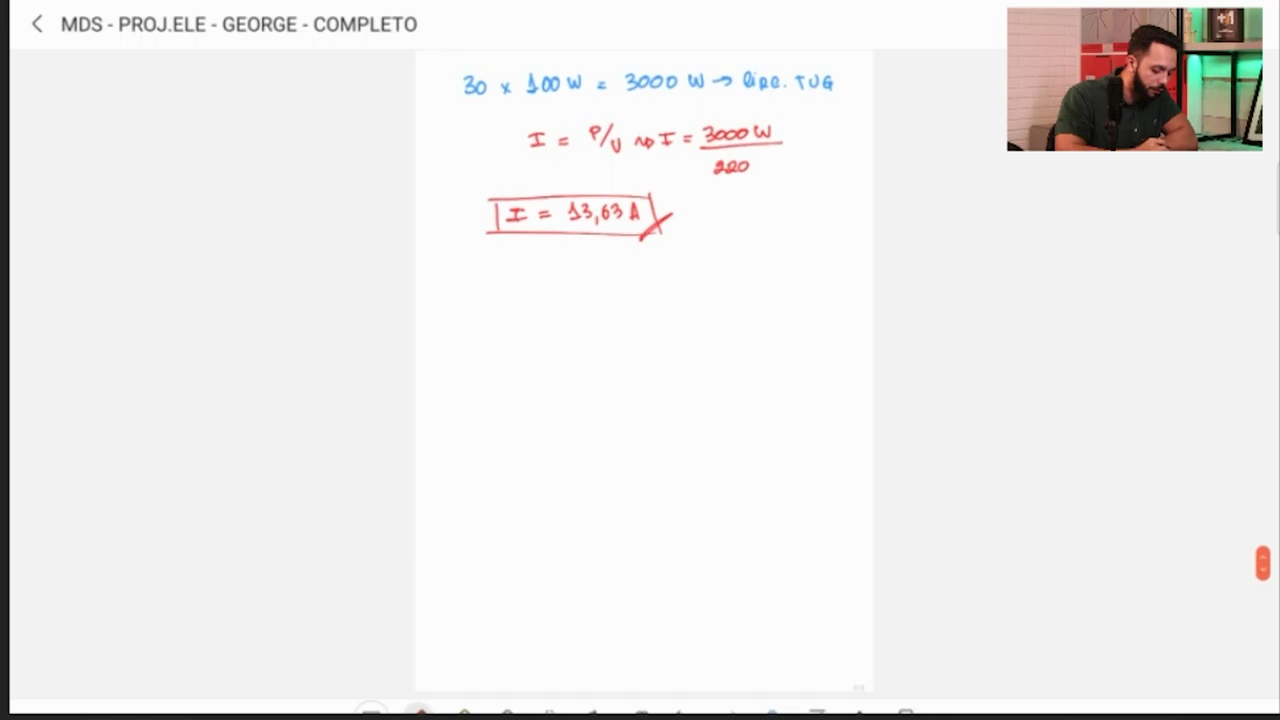 MDS - PROJ.ELE - GEORGE - COMPLETO
30 x 100 W = 3000 W → CIRC. TUG
I = P/U → I = 3000 W / 220
I = 13,63 A